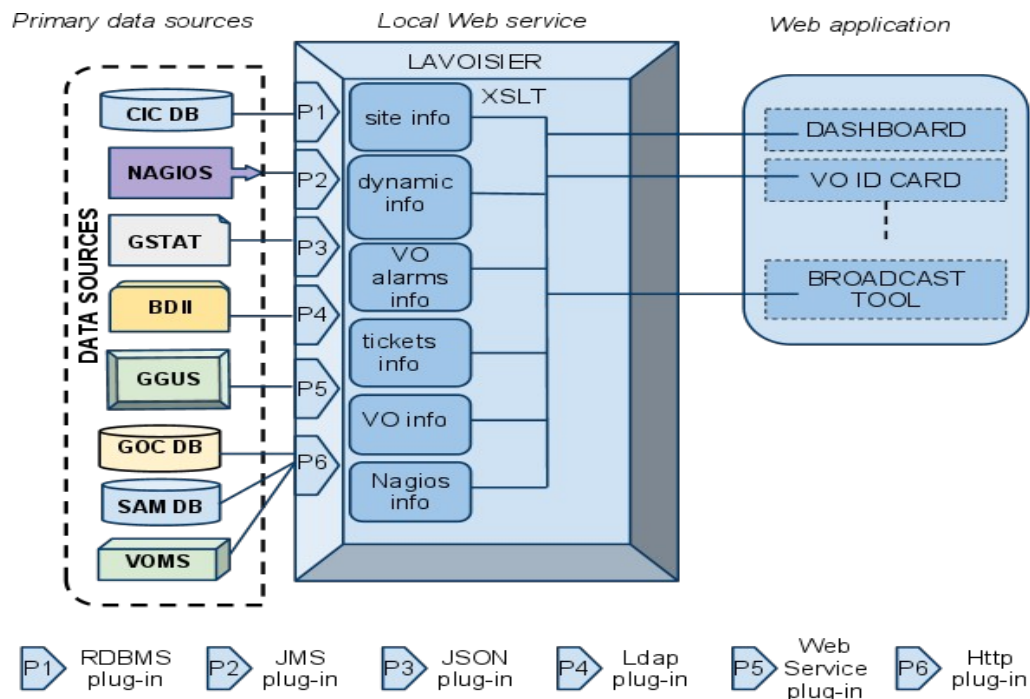 Primary data sources
Local Web service
Web application
LAVOISIER
XSLT
DATA SOURCES
CIC DB
NAGIOS
GSTAT
BDII
GGUS
GOC DB
SAM DB
VOMS
P1
P2
P3
P4
P5
P6
site info
dynamic
info
VO
alarms
info
tickets
info
VO info
Nagios
info
DASHBOARD
VO ID CARD
BROADCAST
TOOL
P1
RDBMS
plug-in
P2
JMS
plug-in
P3
JSON
plug-in
P4
Ldap
plug-in
P5
Web
Service
plug-in
P6
Http
plug-in